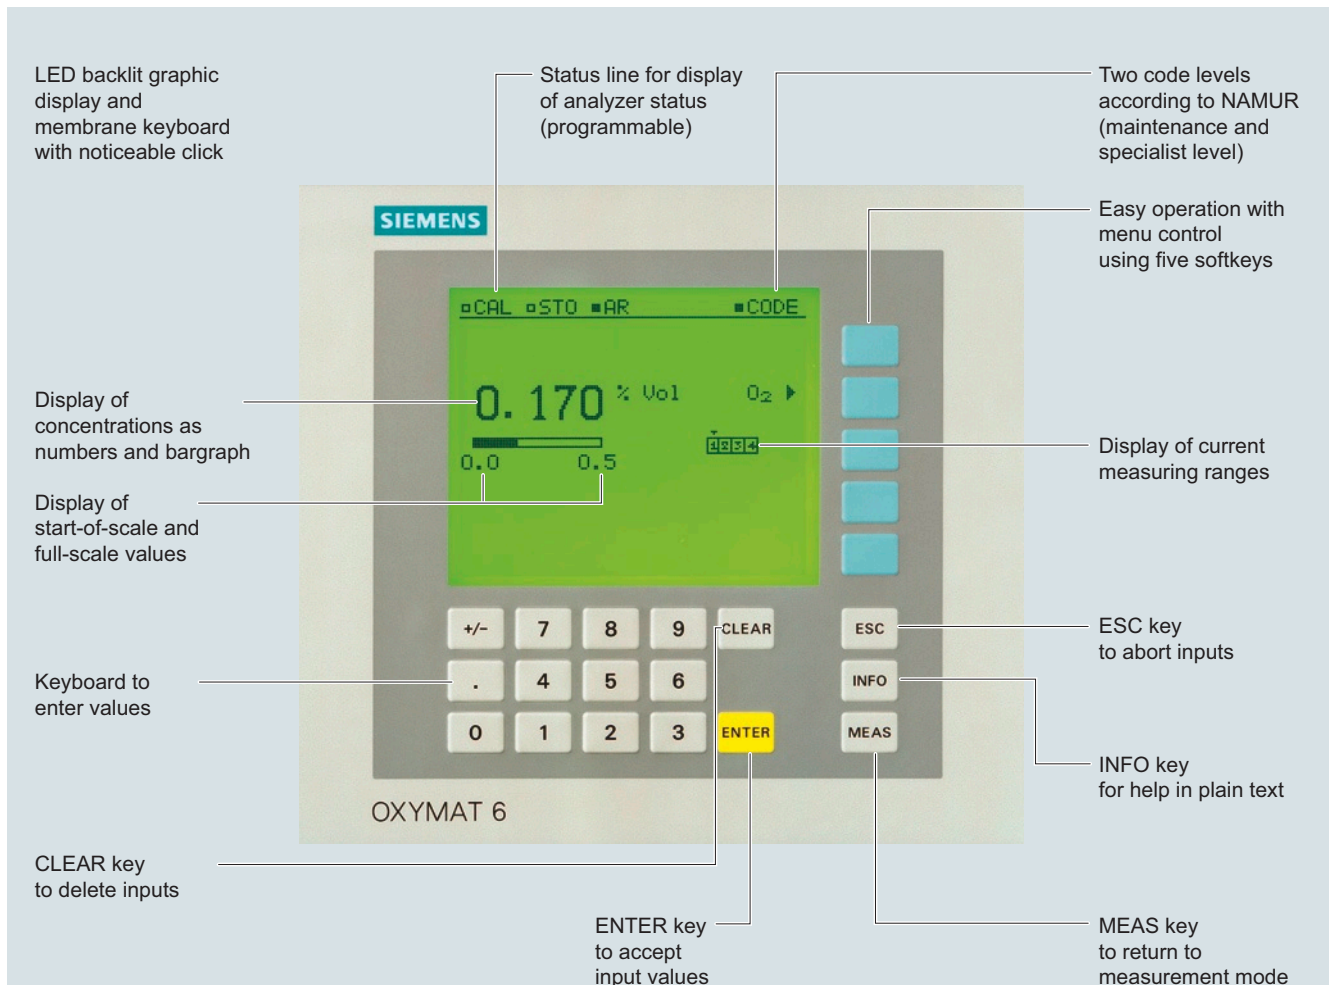 LED backlit graphic
display and
membrane keyboard
with noticeable click
Status line for display
of analyzer status
(programmable)
Two code levels
according to NAMUR
(maintenance and
specialist level)
Easy operation with
menu control
using five softkeys
SIEMENS
▫CAL ▫STO ▪AR ▪CODE
0.170 % Vol O₂ ▶
1 2 3 4
0.0 0.5
Display of
concentrations as
numbers and bargraph
Display of
start-of-scale and
full-scale values
Display of current
measuring ranges
+/- 7 8 9 CLEAR ESC
. 4 5 6 INFO
0 1 2 3 ENTER MEAS
Keyboard to
enter values
ESC key
to abort inputs
INFO key
for help in plain text
OXYMAT 6
CLEAR key
to delete inputs
ENTER key
to accept
input values
MEAS key
to return to
measurement mode